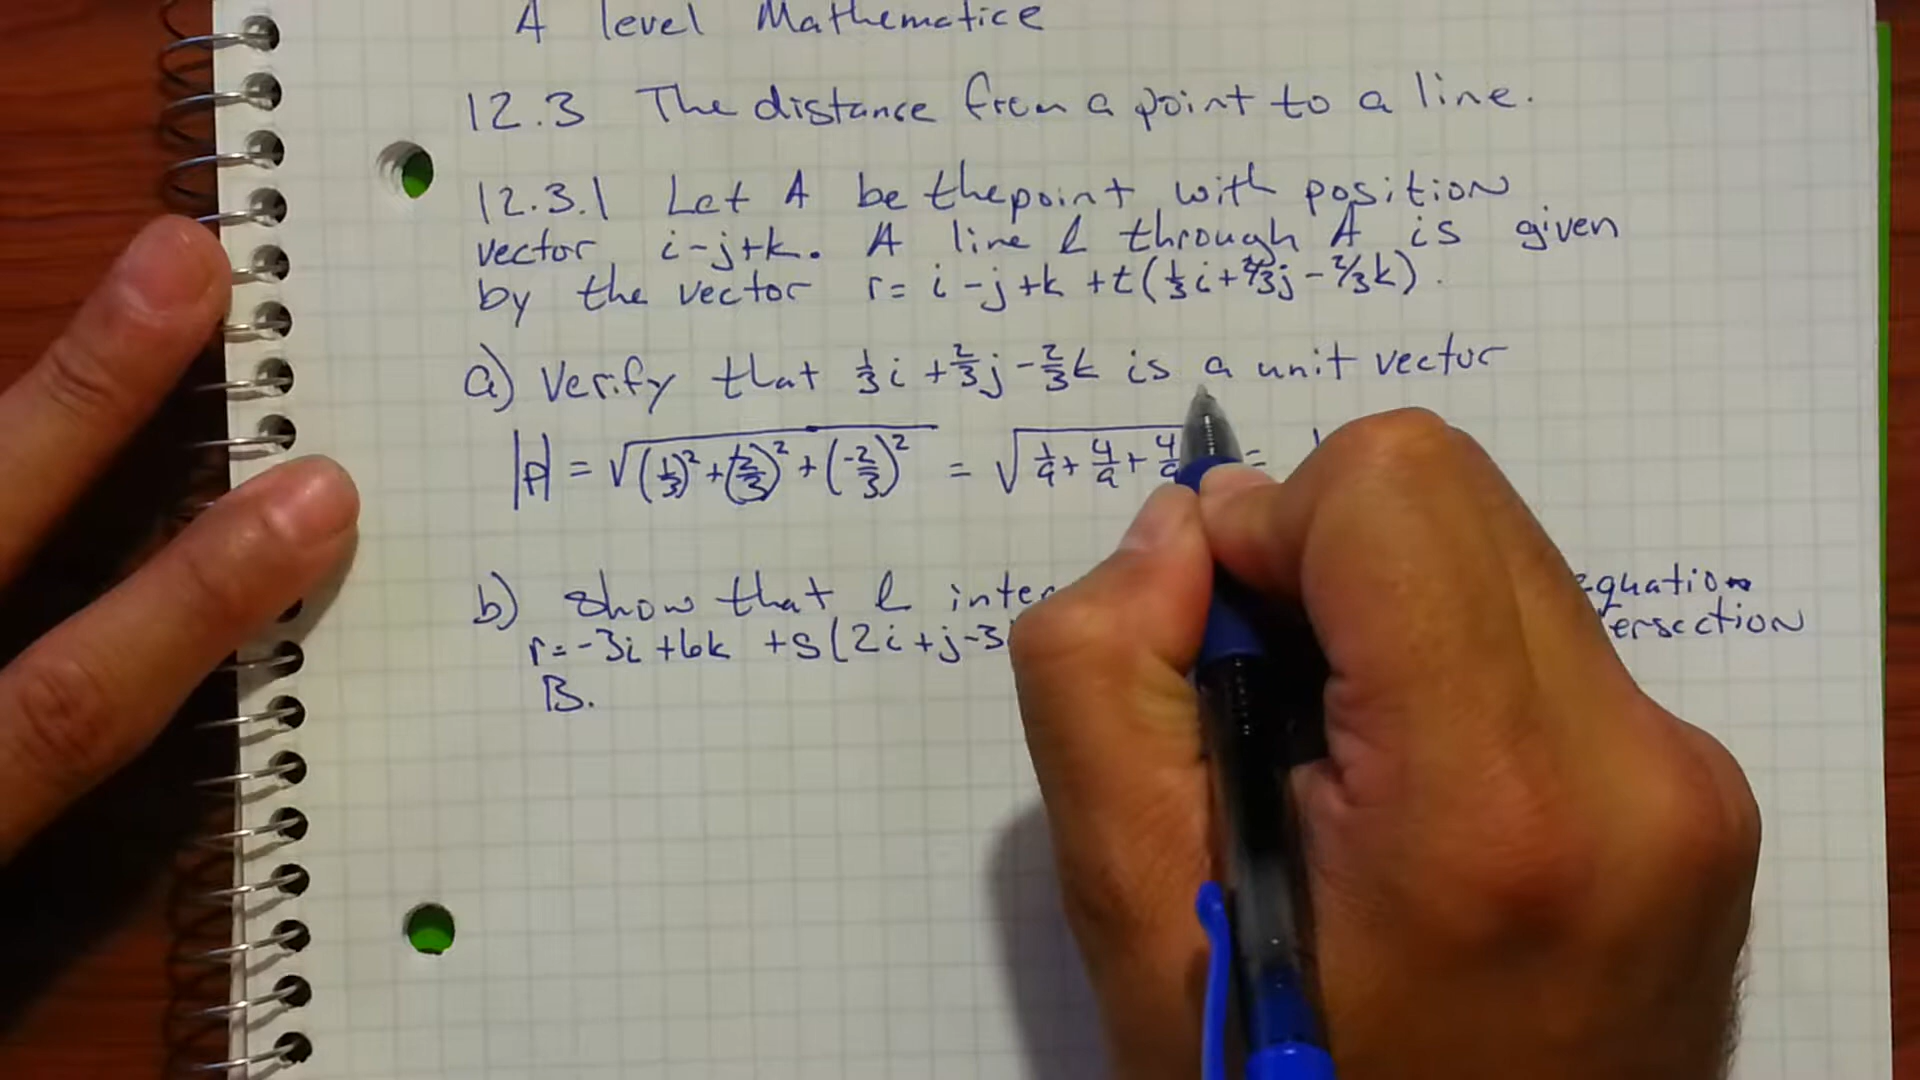 A level Mathematice
12.3 The distance from a point to a line.
12.3.1 Let A be the point with position
vector i-j+k. A line l through A is given
by the vector r= i-j+k +t(1/3i+2/3j-2/3k).
a) Verify that 1/3i+2/3j-2/3k is a unit vector
|A| = √(1/3)²+(2/3)²+(-2/3)² = √1/9+4/9+4/9 =
b) show that l equation
r=-3i+6k +s(2i+j-3
B.